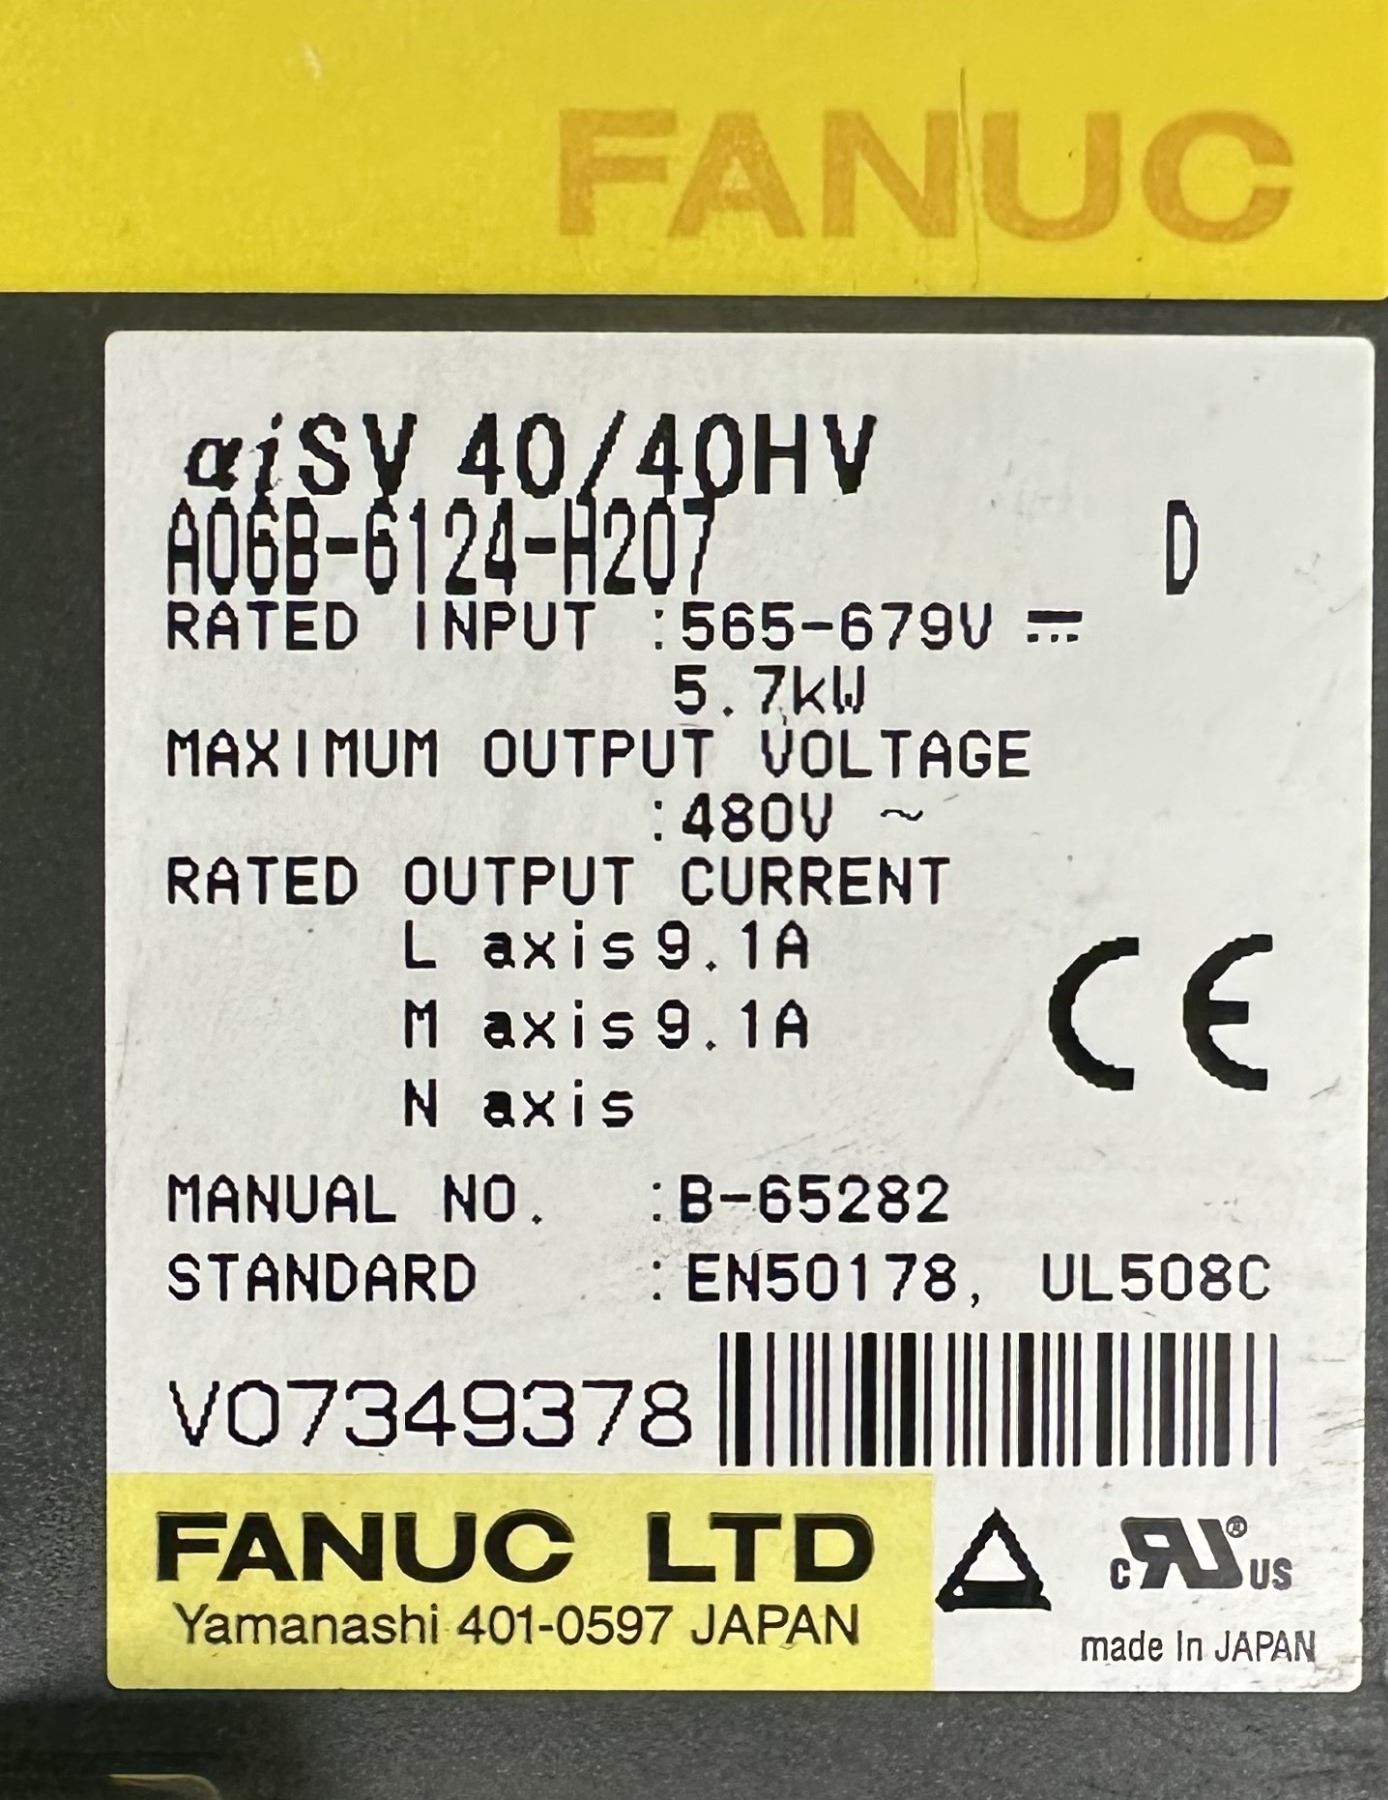 FANUC
αiSV 40/40HV
A06B-6124-H207 D
RATED INPUT :565-679V ⎓
5.7kW
MAXIMUM OUTPUT VOLTAGE
:480V ~
RATED OUTPUT CURRENT
L axis 9.1A
M axis 9.1A
N axis
CE
MANUAL NO. :B-65282
STANDARD :EN50178, UL508C
V07349378
FANUC LTD
Yamanashi 401-0597 JAPAN
c RU® US
made In JAPAN